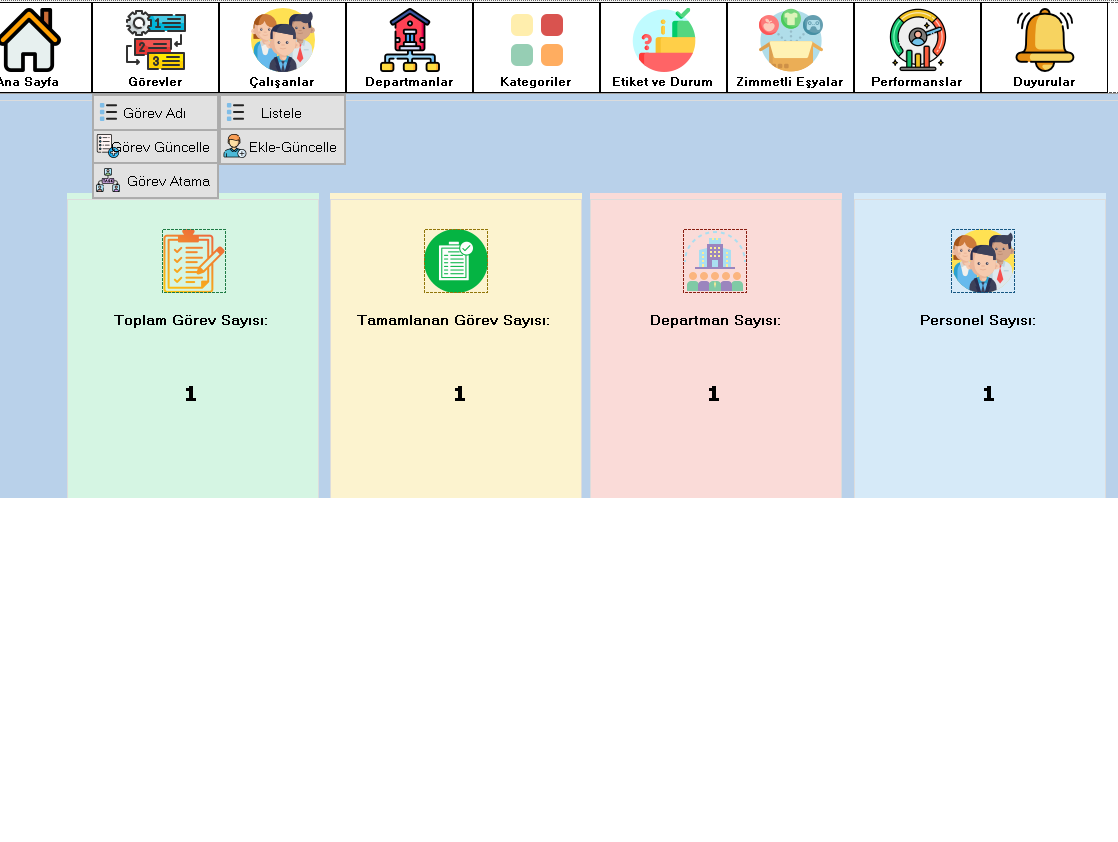 Ana Sayfa
Görevler
Çalışanlar
Departmanlar
Kategoriler
Etiket ve Durum
Zimmetli Eşyalar
Performanslar
Duyurular
Görev Adı
Listele
Görev Güncelle
Ekle-Güncelle
Görev Atama
Toplam Görev Sayısı:
Tamamlanan Görev Sayısı:
Departman Sayısı:
Personel Sayısı:
1
1
1
1